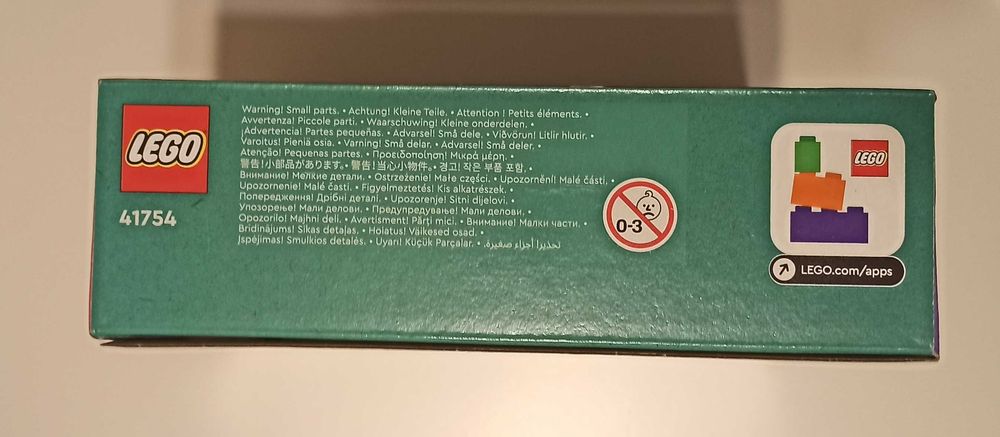 LEGO
41754
Warning! Small parts. • Achtung! Kleine Teile. • Attention ! Petits éléments. •
Avvertenza! Piccole parti. • Waarschuwing! Kleine onderdelen. •
¡Advertencia! Partes pequeñas. • Advarsel! Små dele. • Viðvörun! Litlir hlutir. •
Varoitus! Pieniä osia. • Varning! Små delar. • Advarsel! Små deler. •
Atenção! Pequenas partes. • Προειδοποίηση! Μικρά μέρη. •
警告！小部品があります。• 警告！当心小物件。• 경고! 작은 부품 포함. •
Внимание! Мелкие детали. • Ostrzeżenie! Małe części. • Upozornění! Malé části. •
Upozornenie! Malé časti. • Figyelmeztetés! Kis alkatrészek. •
Попередження! Дрібні деталі. • Upozorenje! Sitni dijelovi. •
Упозорење! Мали делови. • Предупредување! Мали делови. •
Opozorilo! Majhni deli. • Avertisment! Părți mici. • Внимание! Малки части. •
Brīdinājums! Sīkas detaļas. • Hoiatus! Väikesed osad. •
Įspėjimas! Smulkios detalės. • Uyarı! Küçük Parçalar. • تحذير! أجزاء صغيرة.
0-3
LEGO
LEGO.com/apps